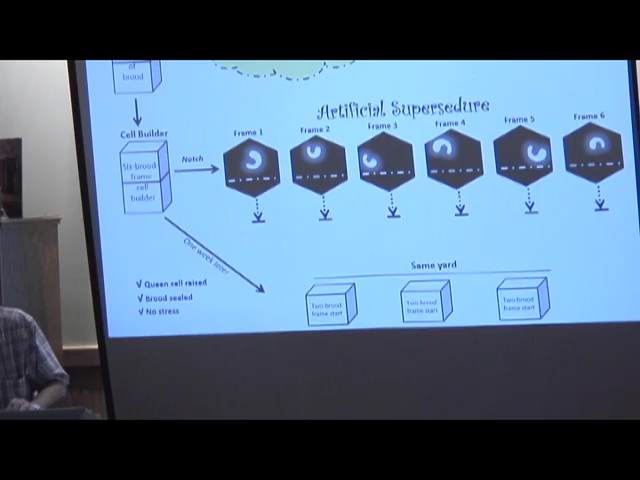 of
brood
Artificial Supersedure
Cell Builder
Frame 1
Frame 2
Frame 3
Frame 4
Frame 5
Frame 6
Six-brood-
frame
cell
builder
Notch
One week later
Same yard
√ Queen cell raised
√ Brood sealed
√ No stress
Two brood
frame start
Two brood
frame start
Two brood
frame start